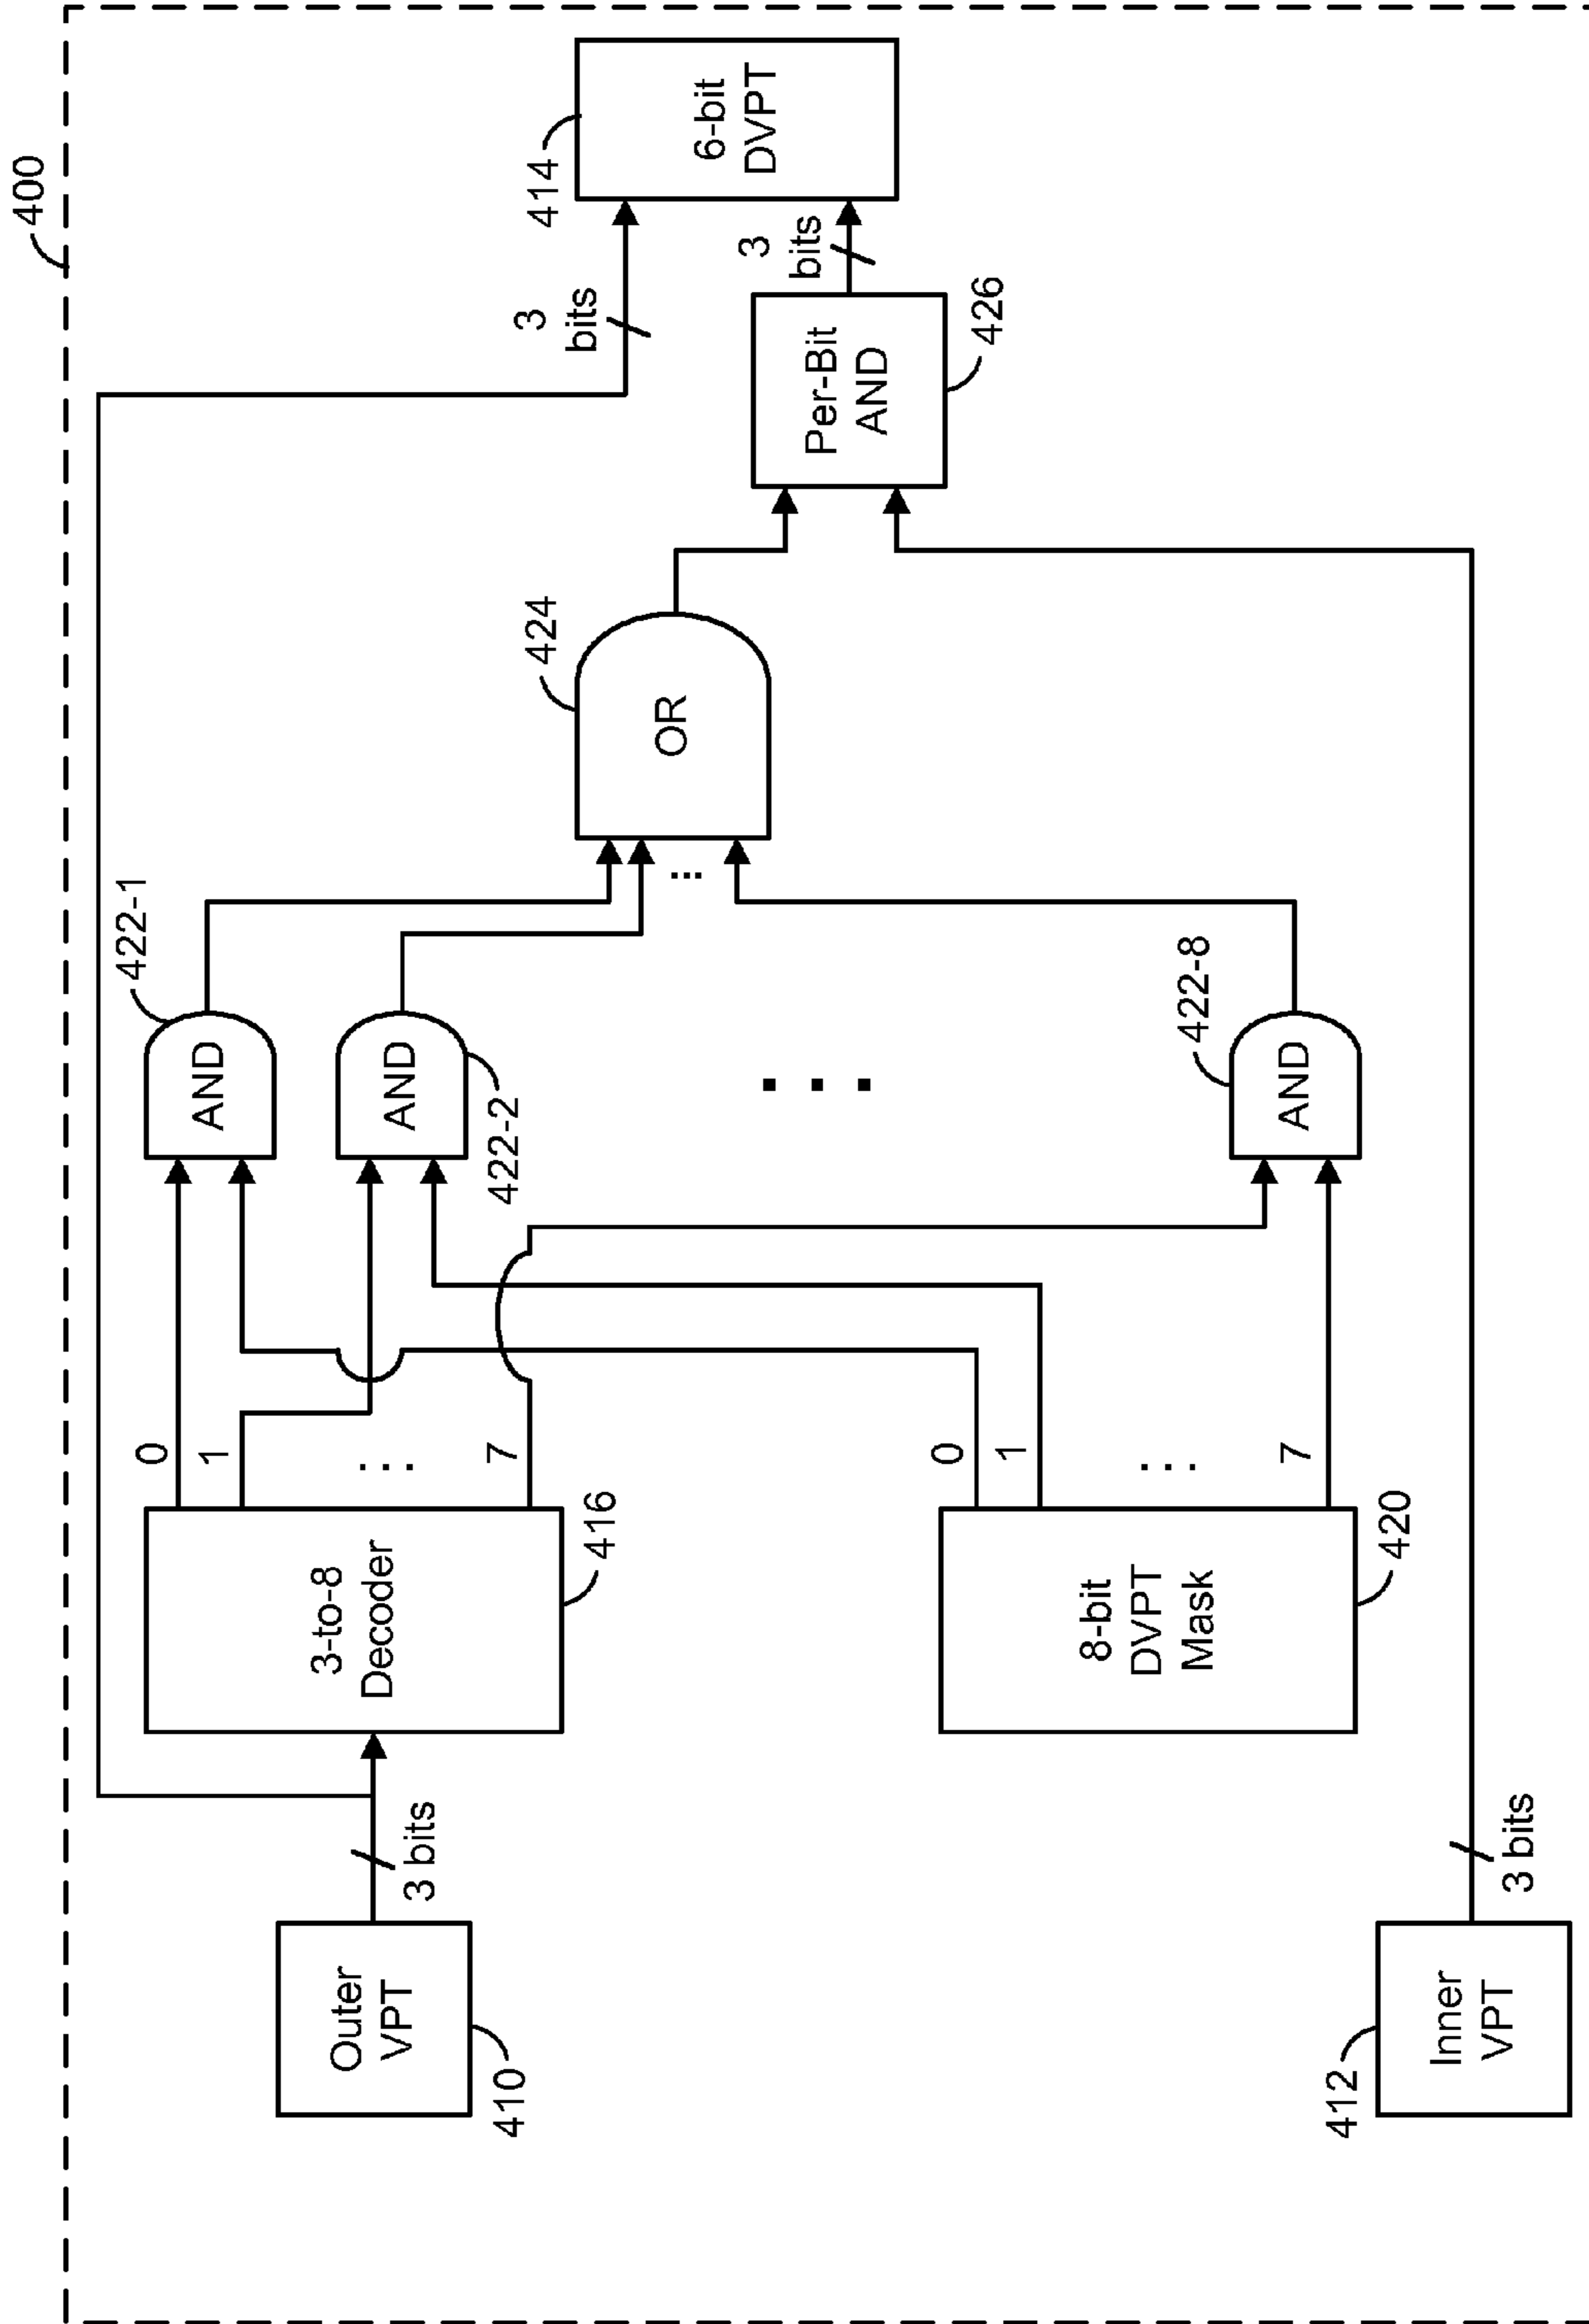 400
Outer
VPT
410
3 bits
3-to-8
Decoder
416
0
1
...
7
8-bit
DVPT
Mask
420
0
1
...
7
AND
422-1
AND
422-2
...
AND
422-8
...
OR
424
Inner
VPT
412
3 bits
Per-Bit
AND
426
3
bits
3
bits
6-bit
DVPT
414